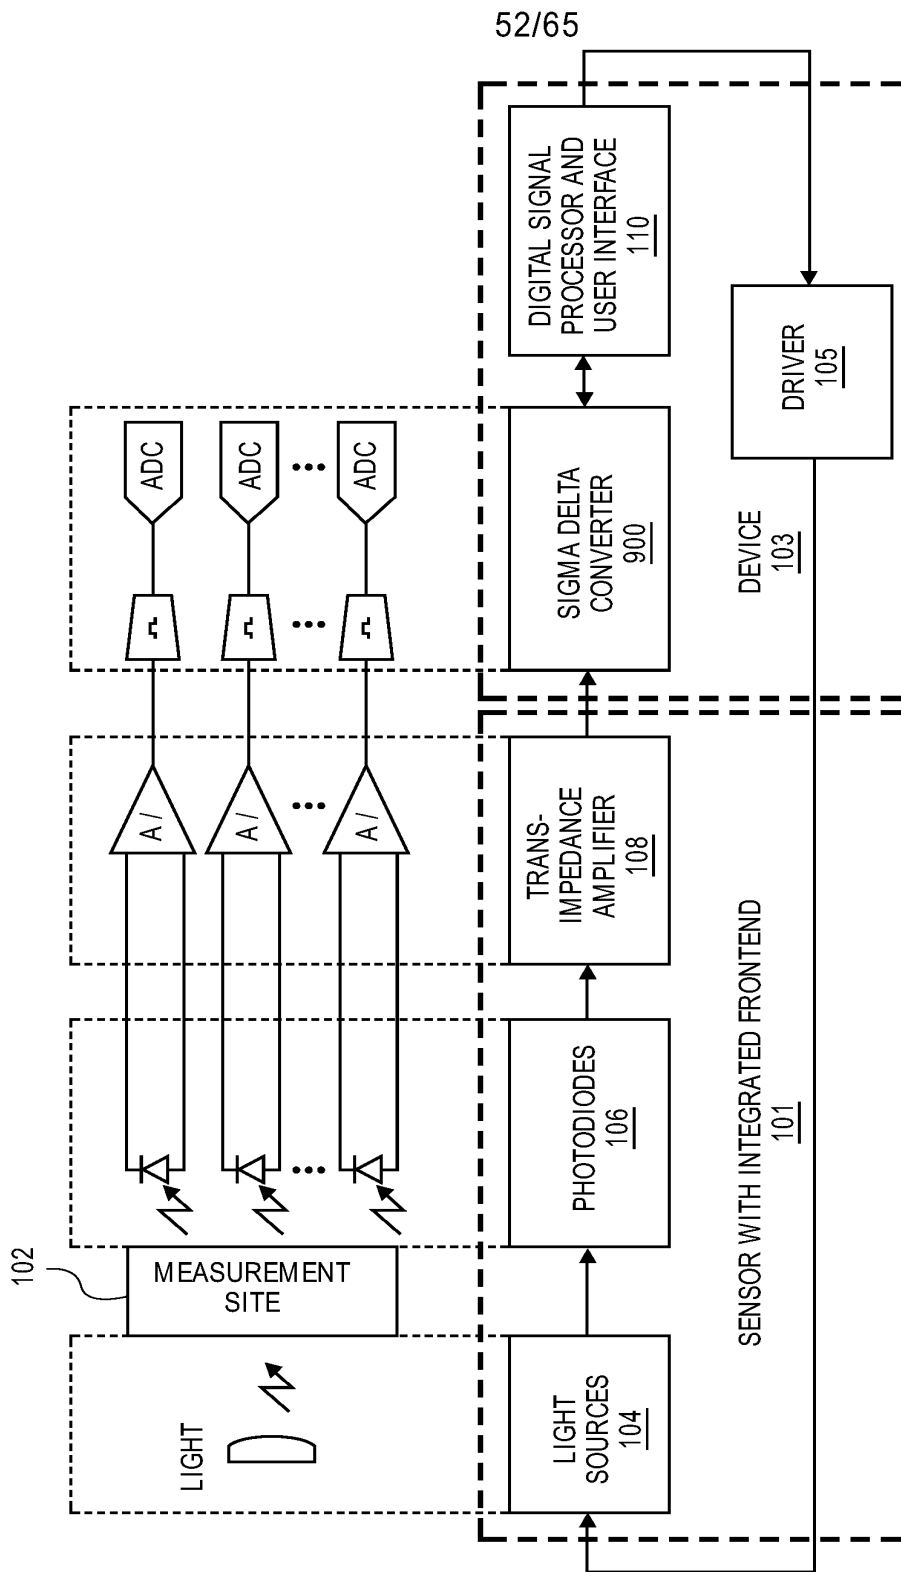 52/65
102
LIGHT
MEASUREMENT
SITE
A /
A /
A /
ADC
ADC
ADC
LIGHT
SOURCES
104
PHOTODIODES
106
TRANS-
IMPEDANCE
AMPLIFIER
108
SIGMA DELTA
CONVERTER
900
DIGITAL SIGNAL
PROCESSOR AND
USER INTERFACE
110
SENSOR WITH INTEGRATED FRONTEND
101
DEVICE
103
DRIVER
105